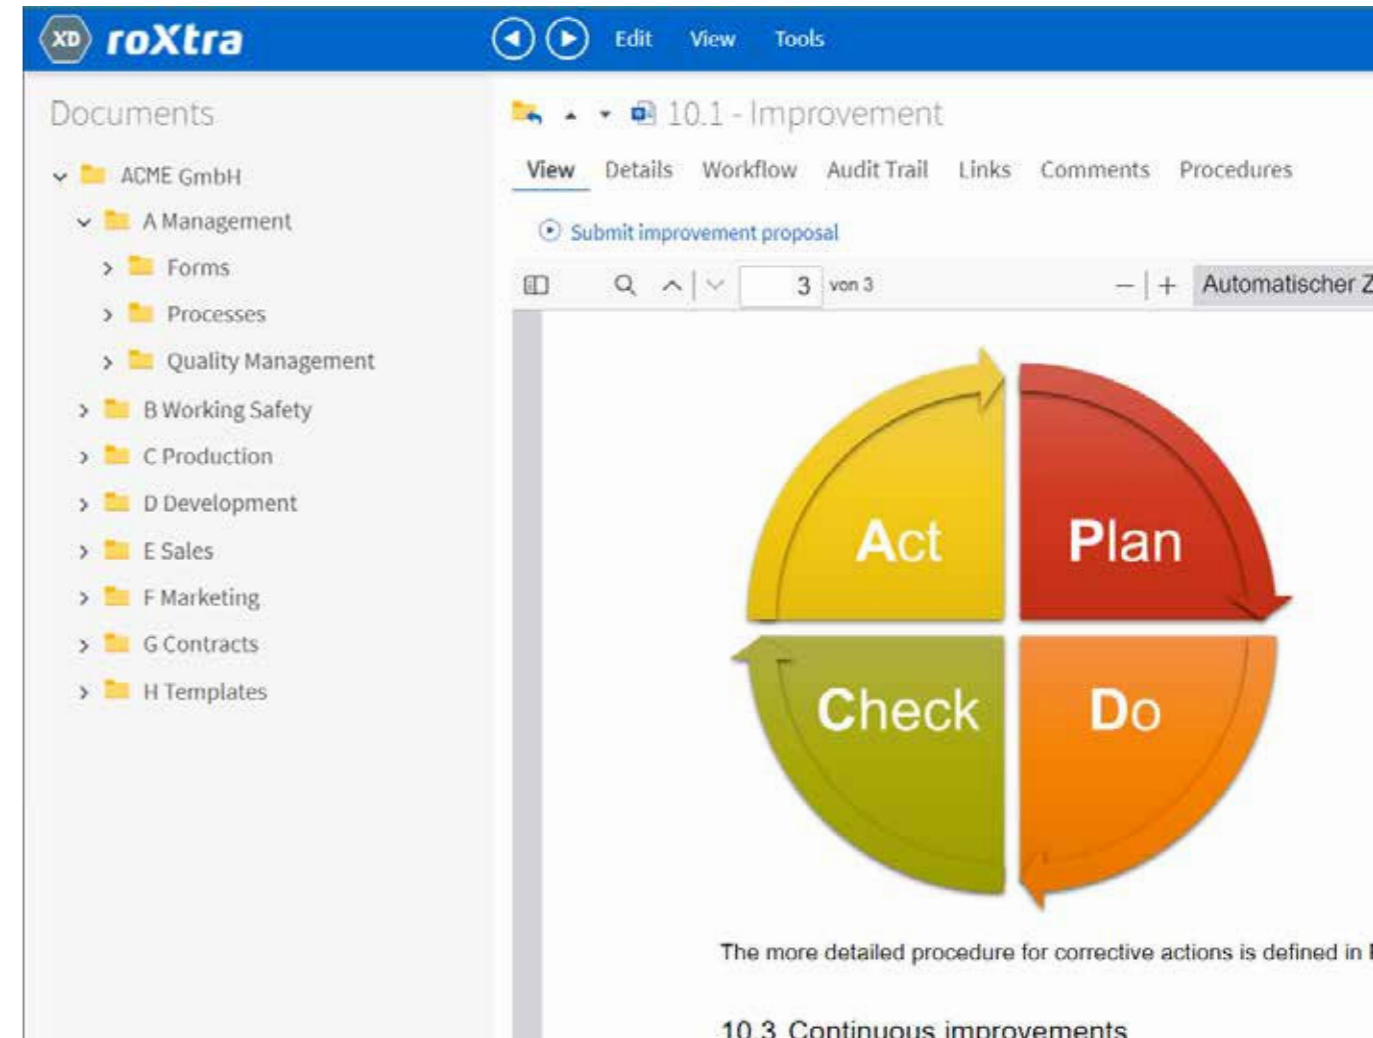 XD roXtra
Edit View Tools
Documents
ACME GmbH
A Management
Forms
Processes
Quality Management
B Working Safety
C Production
D Development
E Sales
F Marketing
G Contracts
H Templates
10.1 - Improvement
View Details Workflow Audit Trail Links Comments Procedures
Submit improvement proposal
3 von 3
Automatischer Z
Act
Plan
Check
Do
The more detailed procedure for corrective actions is defined in
10.3 Continuous improvements